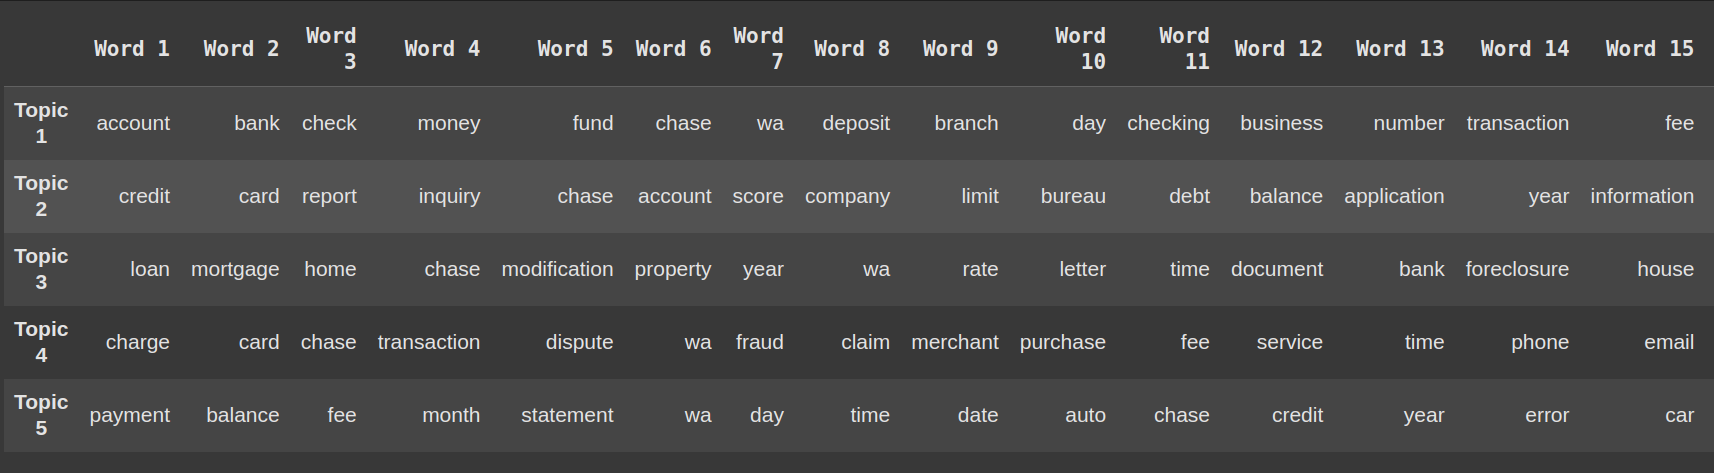 Word 1 Word 2 Word 3 Word 4 Word 5 Word 6 Word 7 Word 8 Word 9 Word 10 Word 11 Word 12 Word 13 Word 14 Word 15
Topic 1 account bank check money fund chase wa deposit branch day checking business number transaction fee
Topic 2 credit card report inquiry chase account score company limit bureau debt balance application year information
Topic 3 loan mortgage home chase modification property year wa rate letter time document bank foreclosure house
Topic 4 charge card chase transaction dispute wa fraud claim merchant purchase fee service time phone email
Topic 5 payment balance fee month statement wa day time date auto chase credit year error car